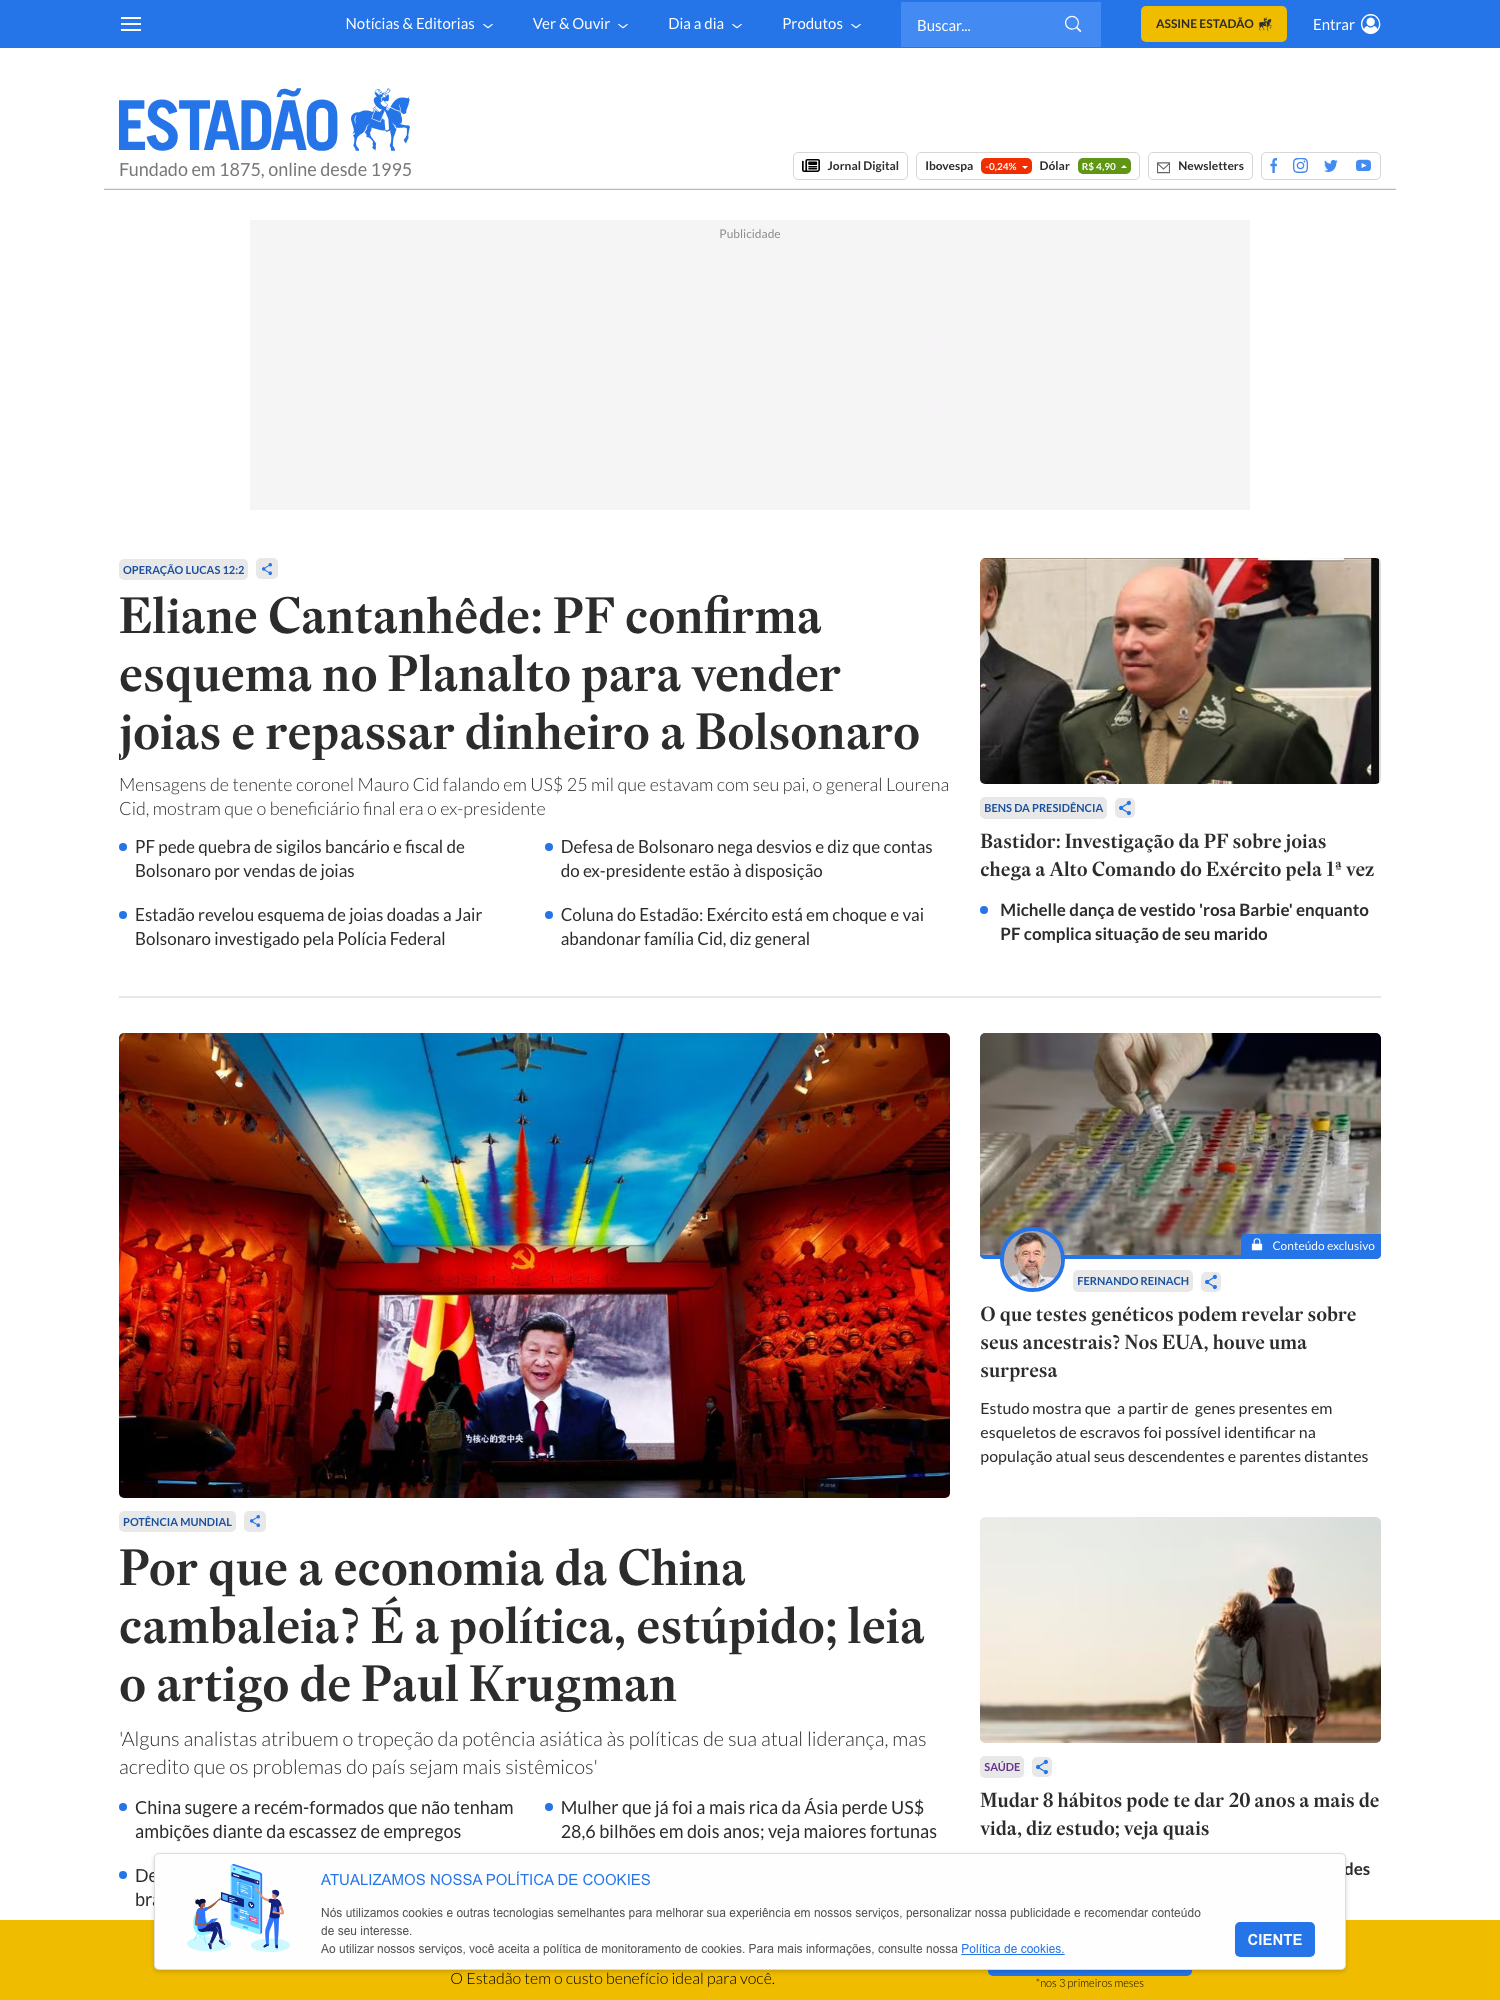 Notícias & Editorias
Ver & Ouvir
Dia a dia
Produtos
Buscar...
ASSINE ESTADÃO
Entrar
ESTADÃO
Fundado em 1875, online desde 1995
Jornal Digital
Ibovespa -0,24% Dólar R$ 4,90
Newsletters
Publicidade
OPERAÇÃO LUCAS 12:2
Eliane Cantanhêde: PF confirma
esquema no Planalto para vender
joias e repassar dinheiro a Bolsonaro
Mensagens de tenente coronel Mauro Cid falando em US$ 25 mil que estavam com seu pai, o general Lourena
Cid, mostram que o beneficiário final era o ex-presidente
PF pede quebra de sigilos bancário e fiscal de
Bolsonaro por vendas de joias
Defesa de Bolsonaro nega desvios e diz que contas
do ex-presidente estão à disposição
Estadão revelou esquema de joias doadas a Jair
Bolsonaro investigado pela Polícia Federal
Coluna do Estadão: Exército está em choque e vai
abandonar família Cid, diz general
BENS DA PRESIDÊNCIA
Bastidor: Investigação da PF sobre joias
chega a Alto Comando do Exército pela 1ª vez
Michelle dança de vestido 'rosa Barbie' enquanto
PF complica situação de seu marido
为核心的党中央
POTÊNCIA MUNDIAL
Por que a economia da China
cambaleia? É a política, estúpido; leia
o artigo de Paul Krugman
'Alguns analistas atribuem o tropeção da potência asiática às políticas de sua atual liderança, mas
acredito que os problemas do país sejam mais sistêmicos'
China sugere a recém-formados que não tenham
ambições diante da escassez de empregos
Mulher que já foi a mais rica da Ásia perde US$
28,6 bilhões em dois anos; veja maiores fortunas
De
bra
Conteúdo exclusivo
FERNANDO REINACH
O que testes genéticos podem revelar sobre
seus ancestrais? Nos EUA, houve uma
surpresa
Estudo mostra que a partir de genes presentes em
esqueletos de escravos foi possível identificar na
população atual seus descendentes e parentes distantes
SAÚDE
Mudar 8 hábitos pode te dar 20 anos a mais de
vida, diz estudo; veja quais
des
ATUALIZAMOS NOSSA POLÍTICA DE COOKIES
Nós utilizamos cookies e outras tecnologias semelhantes para melhorar sua experiência em nossos serviços, personalizar nossa publicidade e recomendar conteúdo
de seu interesse.
Ao utilizar nossos serviços, você aceita a política de monitoramento de cookies. Para mais informações, consulte nossa Política de cookies.
CIENTE
O Estadão tem o custo benefício ideal para você.
*nos 3 primeiros meses